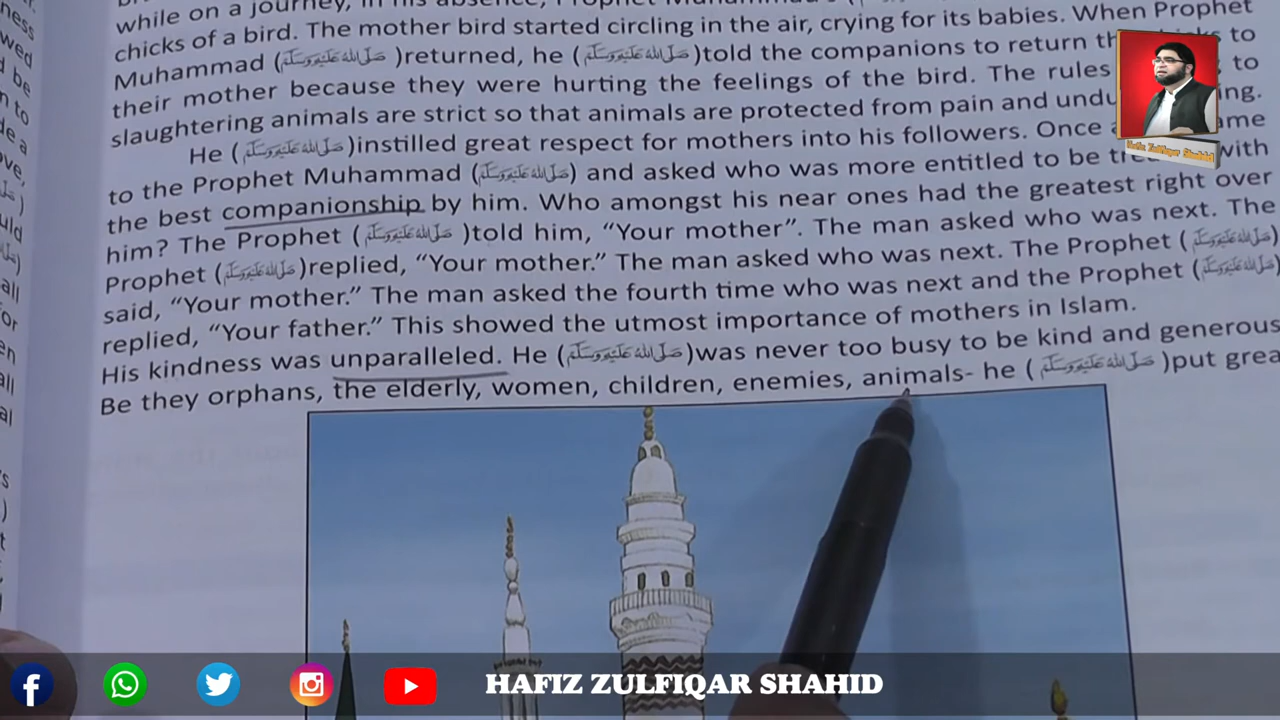 while on a journey, in his absence, Prophet Muhammad's (
chicks of a bird. The mother bird started circling in the air, crying for its babies. When Prophet
Muhammad (ﷺ)returned, he (ﷺ)told the companions to return to
their mother because they were hurting the feelings of the bird. The rules to
slaughtering animals are strict so that animals are protected from pain and
He (ﷺ)instilled great respect for mothers into his followers. Once
to the Prophet Muhammad (ﷺ) and asked who was more entitled to be with
the best companionship by him. Who amongst his near ones had the greatest right over
him? The Prophet (ﷺ)told him, “Your mother”. The man asked who was next. The
Prophet (ﷺ)replied, “Your mother.” The man asked who was next. The Prophet (ﷺ)
said, “Your mother.” The man asked the fourth time who was next and the Prophet (ﷺ)
replied, “Your father.” This showed the utmost importance of mothers in Islam.
His kindness was unparalleled. He (ﷺ)was never too busy to be kind and generous
Be they orphans, the elderly, women, children, enemies, animals- he (ﷺ)put
Hafiz Zulfiqar Shahid
HAFIZ ZULFIQAR SHAHID